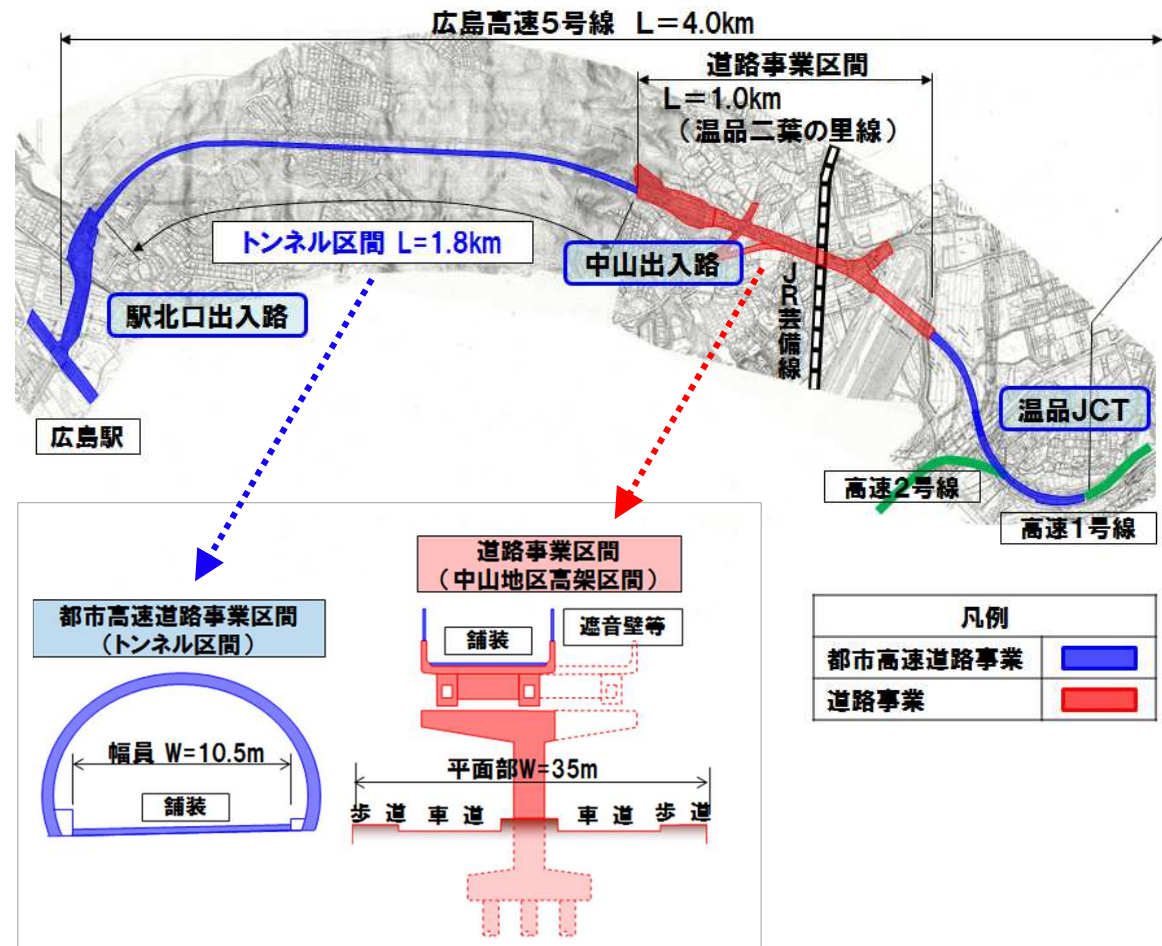 広島高速5号線 L=4.0km
道路事業区間
L=1.0km
(温品二葉の里線)
トンネル区間 L=1.8km
中山出入路
駅北口出入路
JR芸備線
広島駅
温品JCT
高速2号線
高速1号線
都市高速道路事業区間
(トンネル区間)
幅員 W=10.5m
舗装
道路事業区間
(中山地区高架区間)
舗装
遮音壁等
平面部W=35m
歩道 車道 車道 歩道
凡例
都市高速道路事業
道路事業